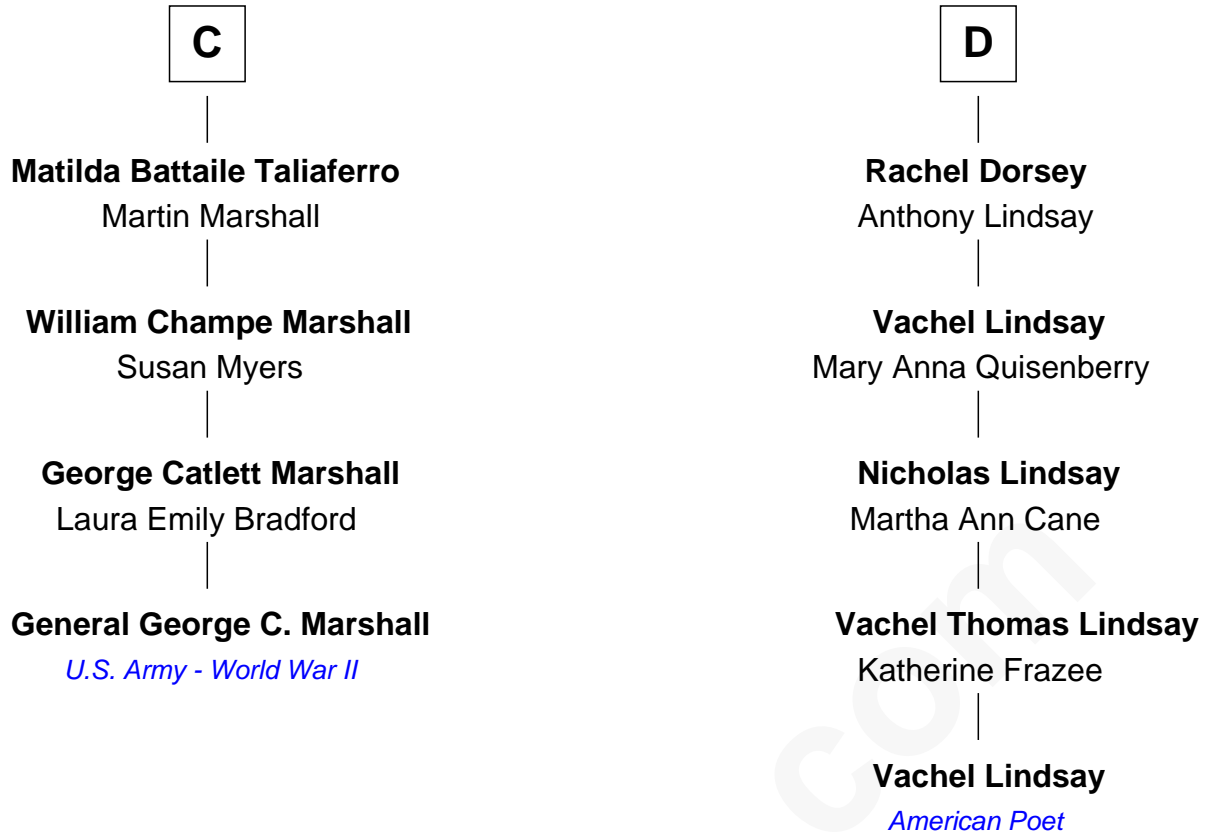 C
Matilda Battaile Taliaferro
Martin Marshall
William Champe Marshall
Susan Myers
George Catlett Marshall
Laura Emily Bradford
General George C. Marshall
U.S. Army - World War II
D
Rachel Dorsey
Anthony Lindsay
Vachel Lindsay
Mary Anna Quisenberry
Nicholas Lindsay
Martha Ann Cane
Vachel Thomas Lindsay
Katherine Frazee
Vachel Lindsay
American Poet
com